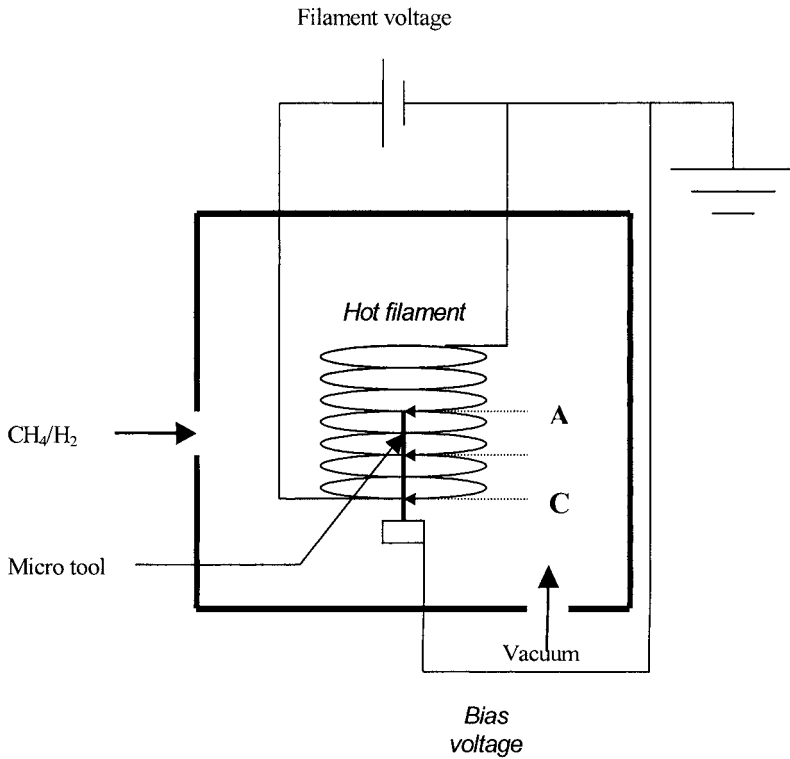 Filament voltage
Hot filament
A
CH₄/H₂
C
Micro tool
Vacuum
Bias
voltage